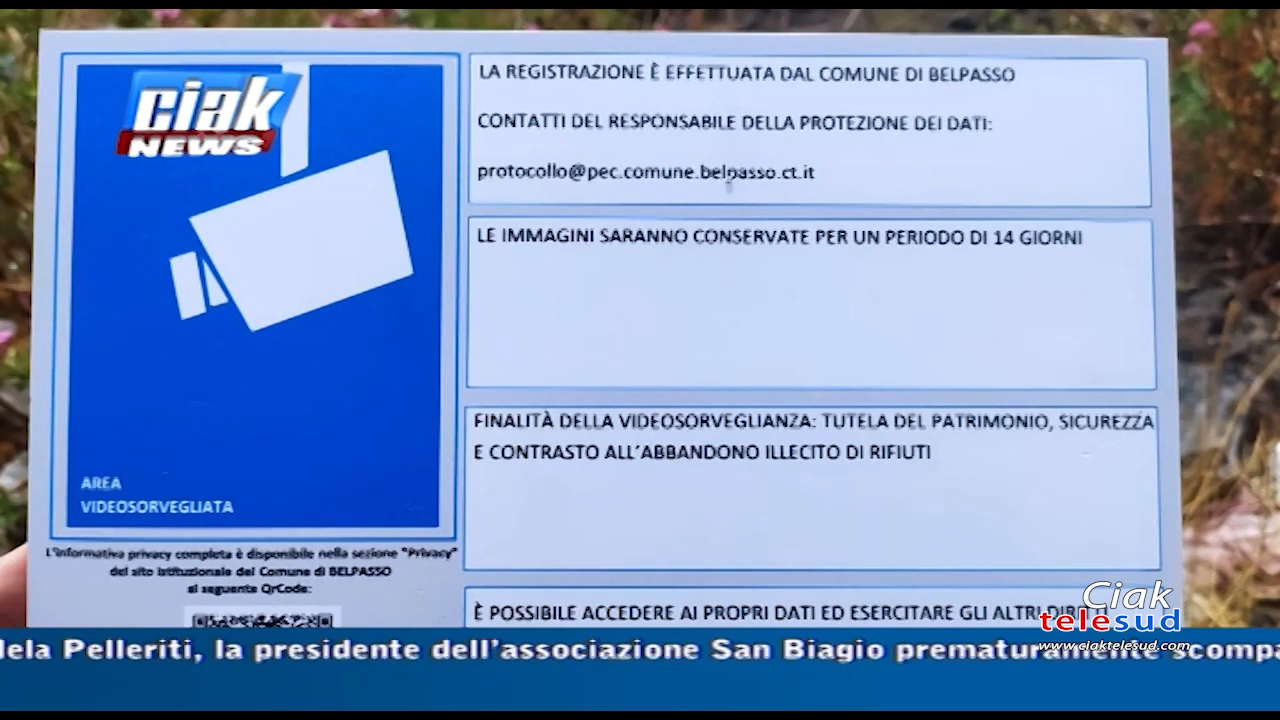 ciak
NEWS
AREA
VIDEOSORVEGLIATA
L'informativa privacy completa è disponibile nella sezione "Privacy"
del sito istituzionale del Comune di BELPASSO
al seguente QrCode:
LA REGISTRAZIONE È EFFETTUATA DAL COMUNE DI BELPASSO
CONTATTI DEL RESPONSABILE DELLA PROTEZIONE DEI DATI:
protocollo@pec.comune.belpasso.ct.it
LE IMMAGINI SARANNO CONSERVATE PER UN PERIODO DI 14 GIORNI
FINALITÀ DELLA VIDEOSORVEGLIANZA: TUTELA DEL PATRIMONIO, SICUREZZA
E CONTRASTO ALL'ABBANDONO ILLECITO DI RIFIUTI
È POSSIBILE ACCEDERE AI PROPRI DATI ED ESERCITARE GLI ALTRI DIRITTI
Ciak
telesud
www.ciaktelesud.com
dela Pelleriti, la presidente dell'associazione San Biagio prematuramente scompa